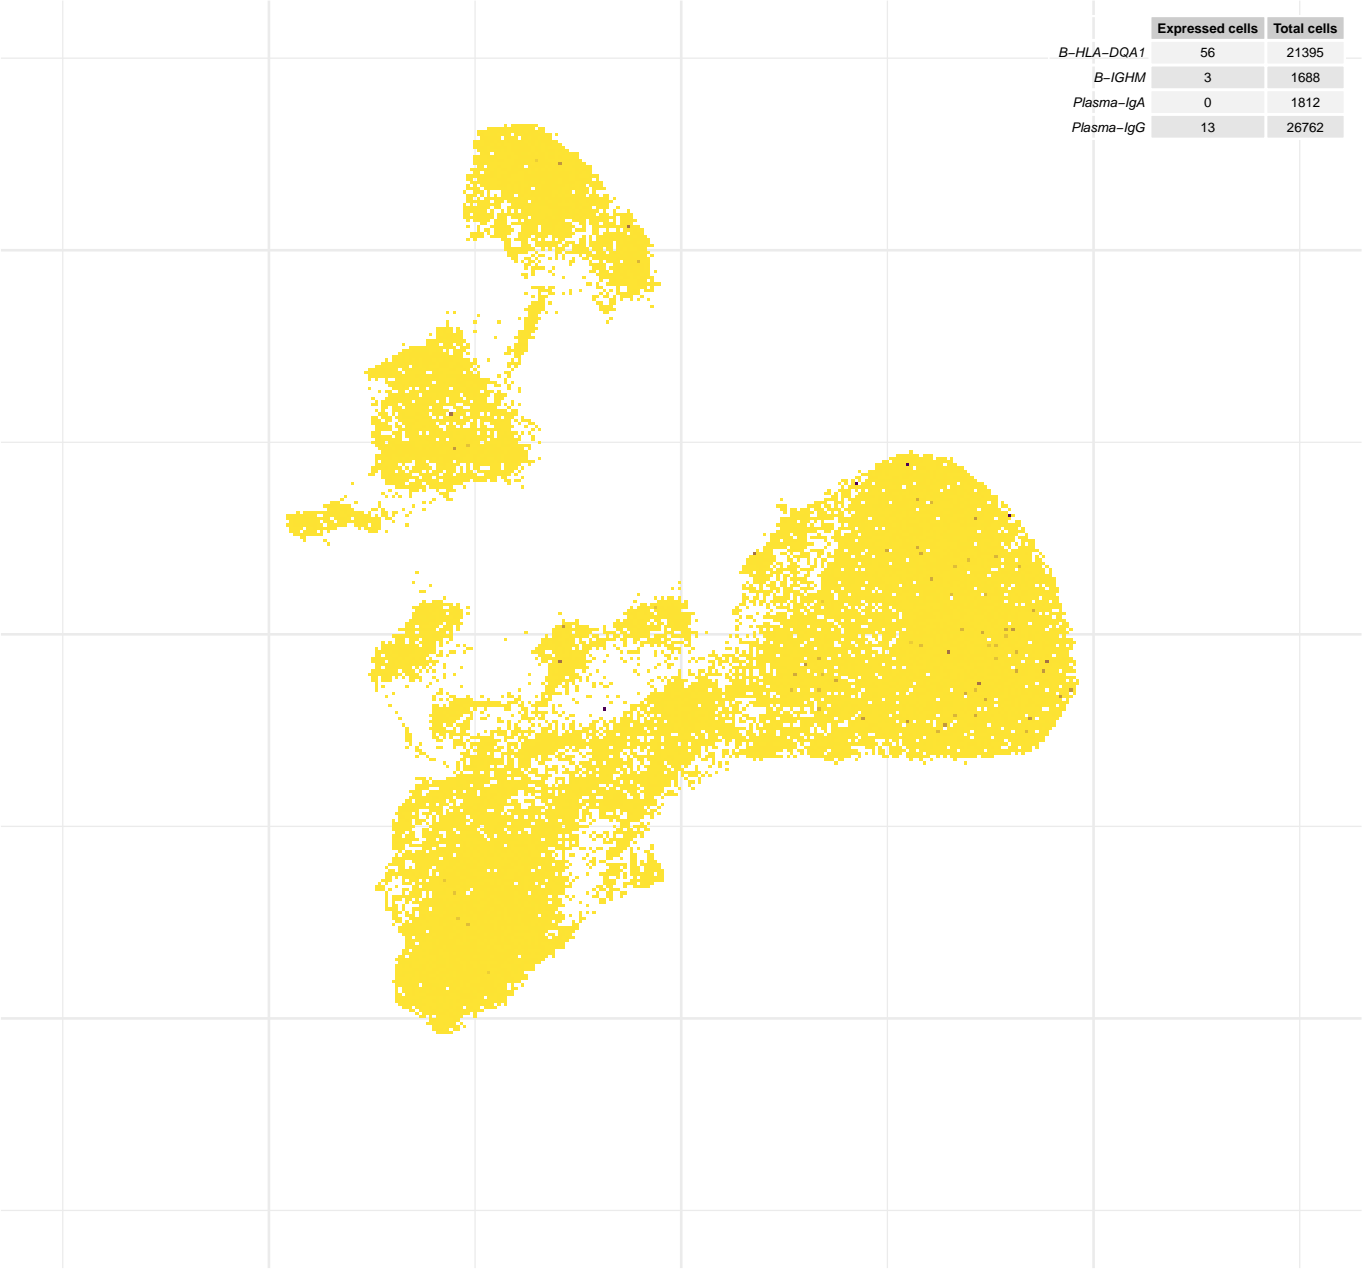 Expressed cells Total cells
B−HLA−DQA1 56 21395
B−IGHM 3 1688
Plasma−IgA 0 1812
Plasma−IgG 13 26762